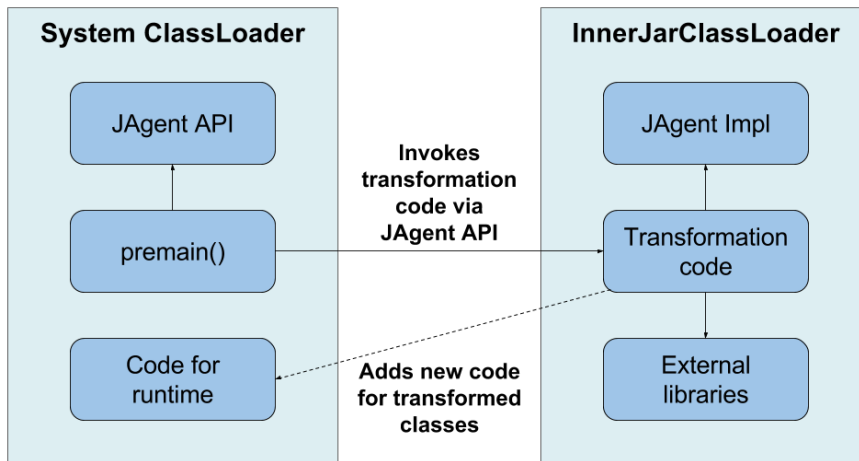 System ClassLoader
JAgent API
premain()
Code for
runtime
Invokes
transformation
code via
JAgent API
Adds new code
for transformed
classes
InnerJarClassLoader
JAgent Impl
Transformation
code
External
libraries